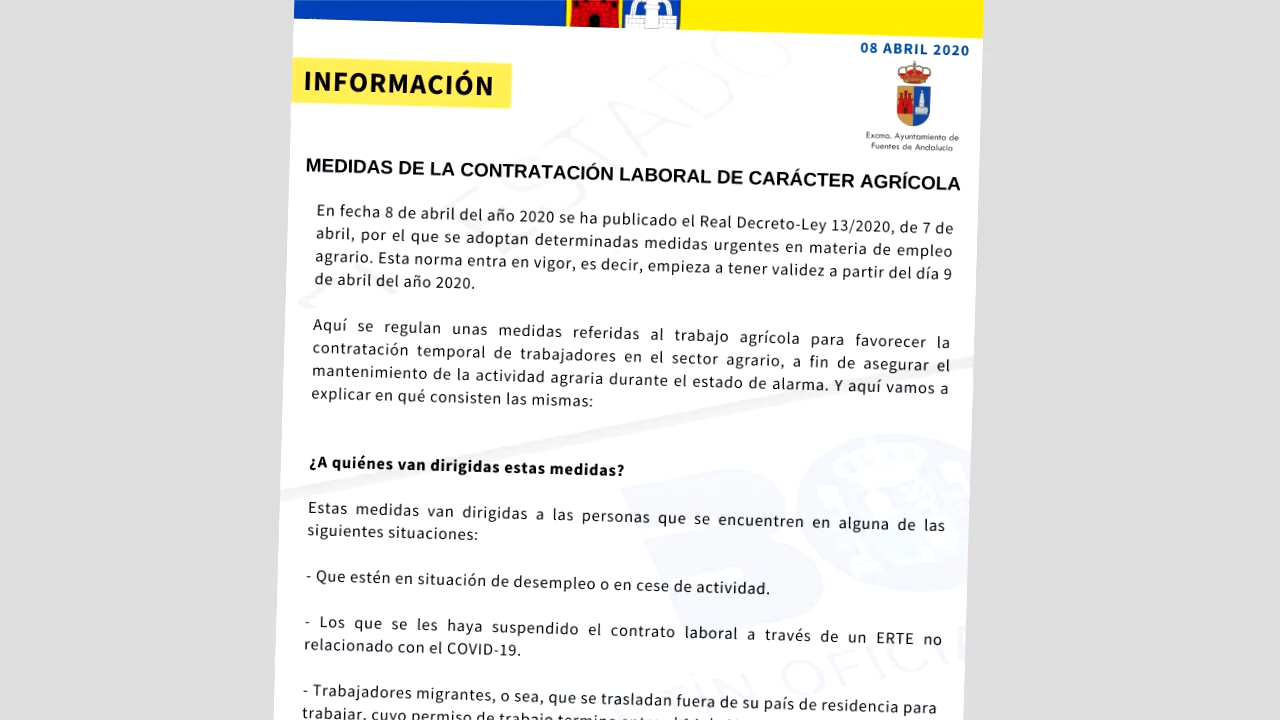 08 ABRIL 2020
INFORMACIÓN
Excmo. Ayuntamiento de
Fuentes de Andalucía
MEDIDAS DE LA CONTRATACIÓN LABORAL DE CARÁCTER AGRÍCOLA
En fecha 8 de abril del año 2020 se ha publicado el Real Decreto-Ley 13/2020, de 7 de
abril, por el que se adoptan determinadas medidas urgentes en materia de empleo
agrario. Esta norma entra en vigor, es decir, empieza a tener validez a partir del día 9
de abril del año 2020.
Aquí se regulan unas medidas referidas al trabajo agrícola para favorecer la
contratación temporal de trabajadores en el sector agrario, a fin de asegurar el
mantenimiento de la actividad agraria durante el estado de alarma. Y aquí vamos a
explicar en qué consisten las mismas:
¿A quiénes van dirigidas estas medidas?
Estas medidas van dirigidas a las personas que se encuentren en alguna de las
siguientes situaciones:
- Que estén en situación de desempleo o en cese de actividad.
- Los que se les haya suspendido el contrato laboral a través de un ERTE no
relacionado con el COVID-19.
- Trabajadores migrantes, o sea, que se trasladan fuera de su país de residencia para
trabajar, cuyo permiso de trabajo termine